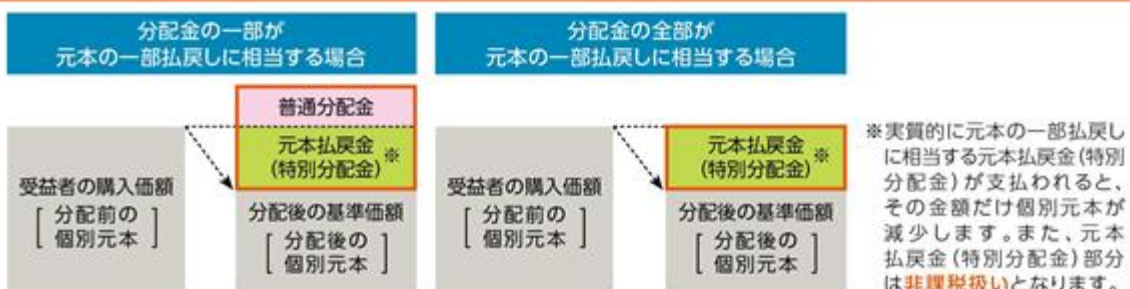 分配金の一部が
元本の一部払戻しに相当する場合
普通分配金
元本払戻金
(特別分配金)
※
受益者の購入価額
[分配前の
個別元本]
分配後の基準価額
[分配後の
個別元本]
分配金の全部が
元本の一部払戻しに相当する場合
元本払戻金
(特別分配金)
※
受益者の購入価額
[分配前の
個別元本]
分配後の基準価額
[分配後の
個別元本]
※実質的に元本の一部払戻し
に相当する元本払戻金(特別
分配金)が支払われると、
その金額だけ個別元本が
減少します。また、元本
払戻金(特別分配金)部分
は非課税扱いとなります。